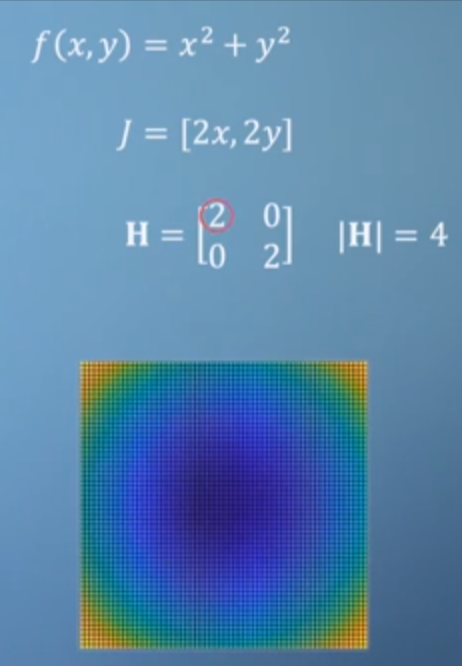 f(x, y) = x² + y²
J = [2x, 2y]
H = [2 0
0 2] |H| = 4